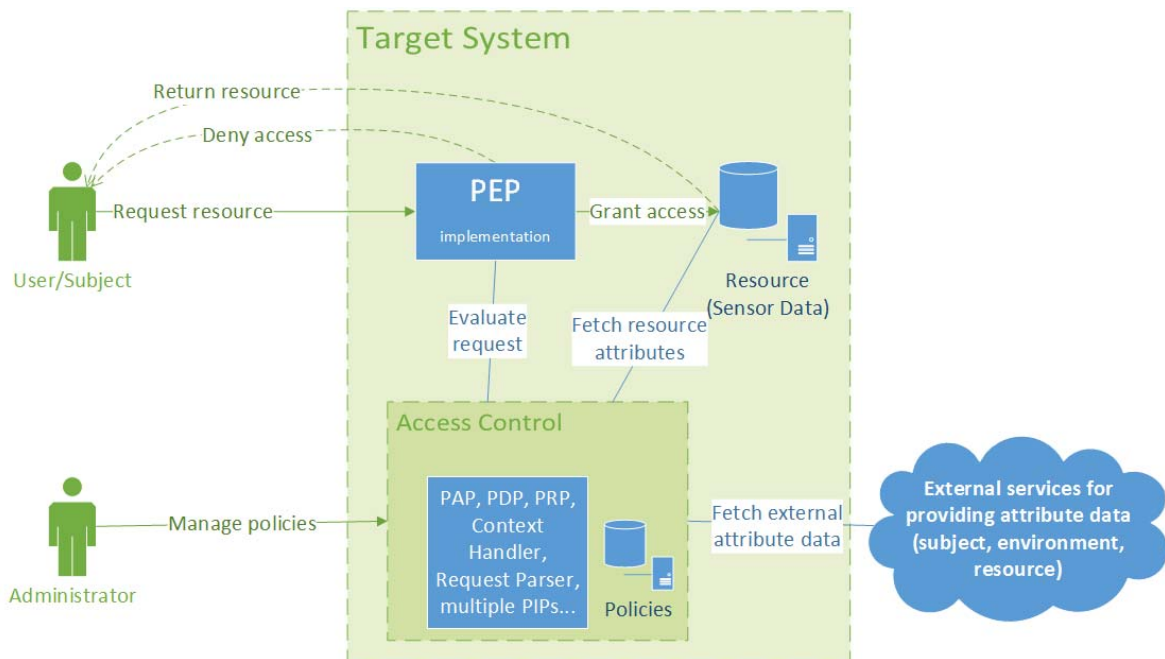 Target System
Return resource
Deny access
PEP
implementation
Request resource
Grant access
User/Subject
Resource
(Sensor Data)
Evaluate
request
Fetch resource
attributes
Access Control
PAP, PDP, PRP,
Context
Handler,
Request Parser,
multiple PIPs...
Policies
Manage policies
Administrator
Fetch external
attribute data
External services for
providing attribute data
(subject, environment,
resource)